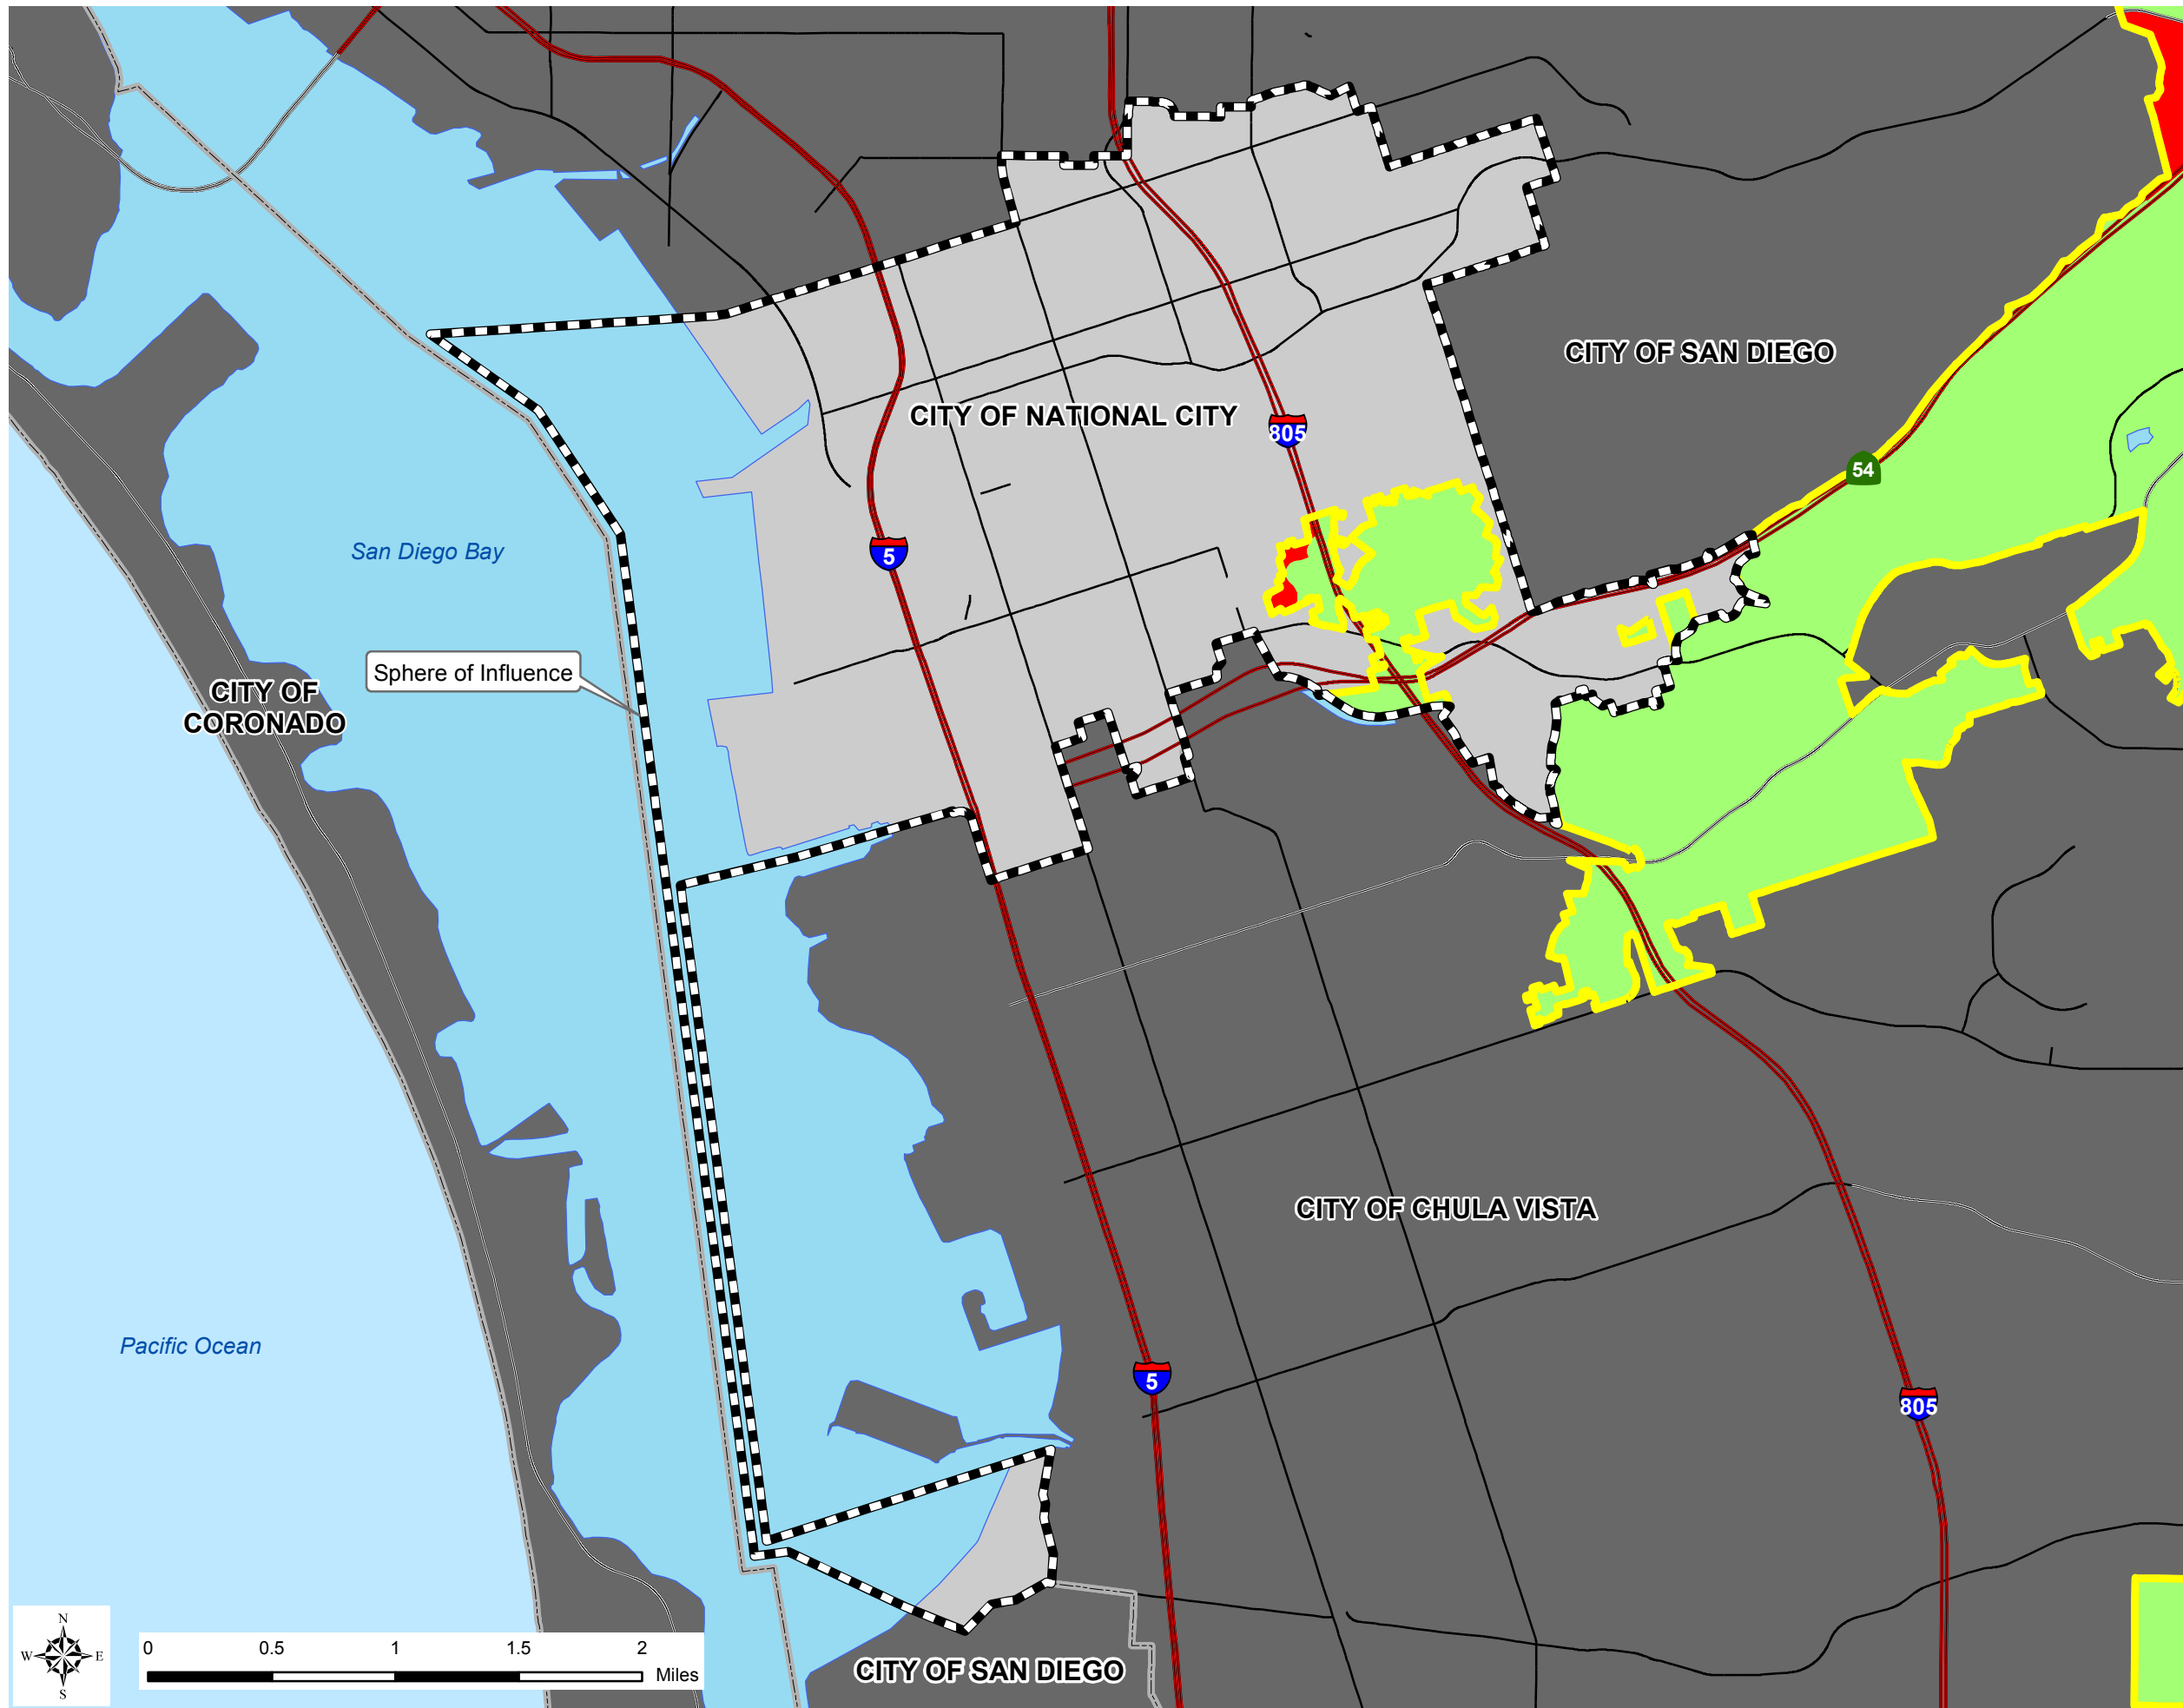 CITY OF SAN DIEGO
CITY OF NATIONAL CITY
805
54
San Diego Bay
5
Sphere of Influence
CITY OF
CORONADO
CITY OF CHULA VISTA
Pacific Ocean
5
805
N
W E
S
0 0.5 1 1.5 2
Miles
CITY OF SAN DIEGO